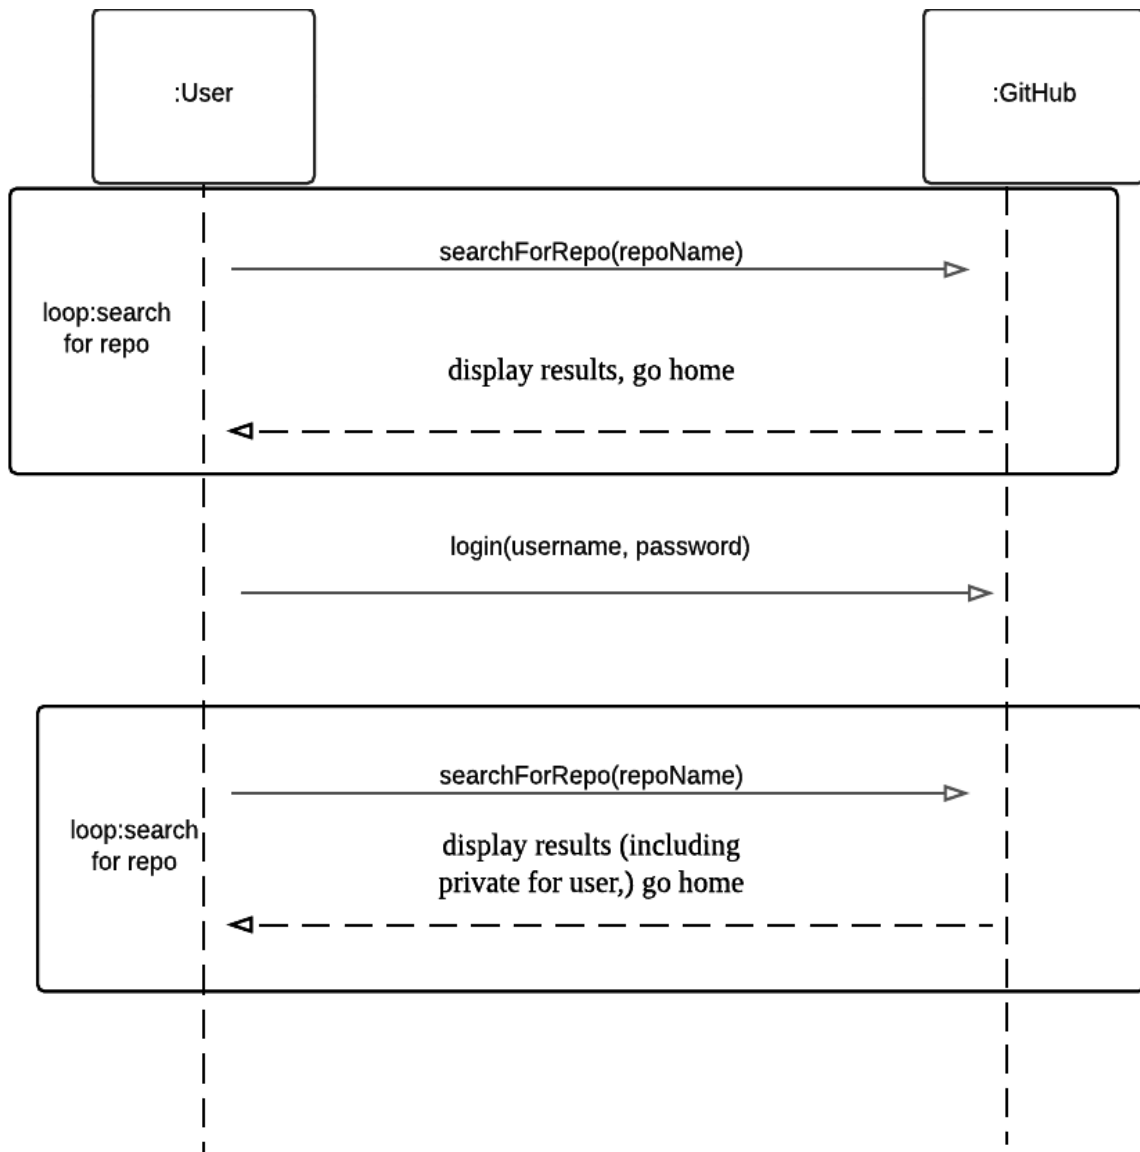 :User
:GitHub
searchForRepo(repoName)
loop:search
for repo
display results, go home
login(username, password)
searchForRepo(repoName)
loop:search
for repo
display results (including
private for user,) go home